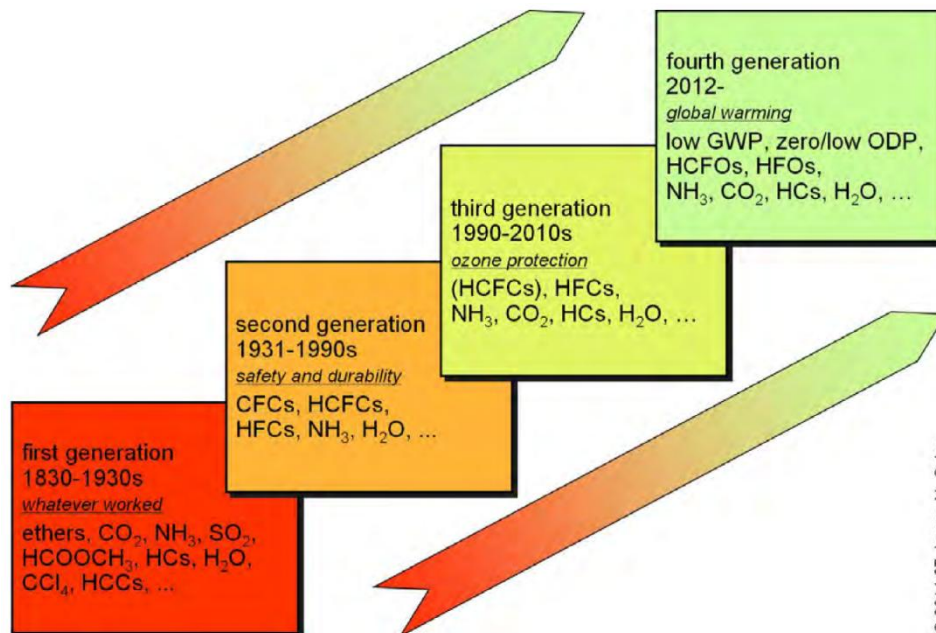 fourth generation
2012-
global warming
low GWP, zero/low ODP,
HCFOs, HFOs,
NH₃, CO₂, HCs, H₂O, ...
third generation
1990-2010s
ozone protection
(HCFCs), HFCs,
NH₃, CO₂, HCs, H₂O, ...
second generation
1931-1990s
safety and durability
CFCs, HCFCs,
HFCs, NH₃, H₂O, ...
first generation
1830-1930s
whatever worked
ethers, CO₂, NH₃, SO₂,
HCOOCH₃, HCs, H₂O,
CCl₄, HCCs, ...